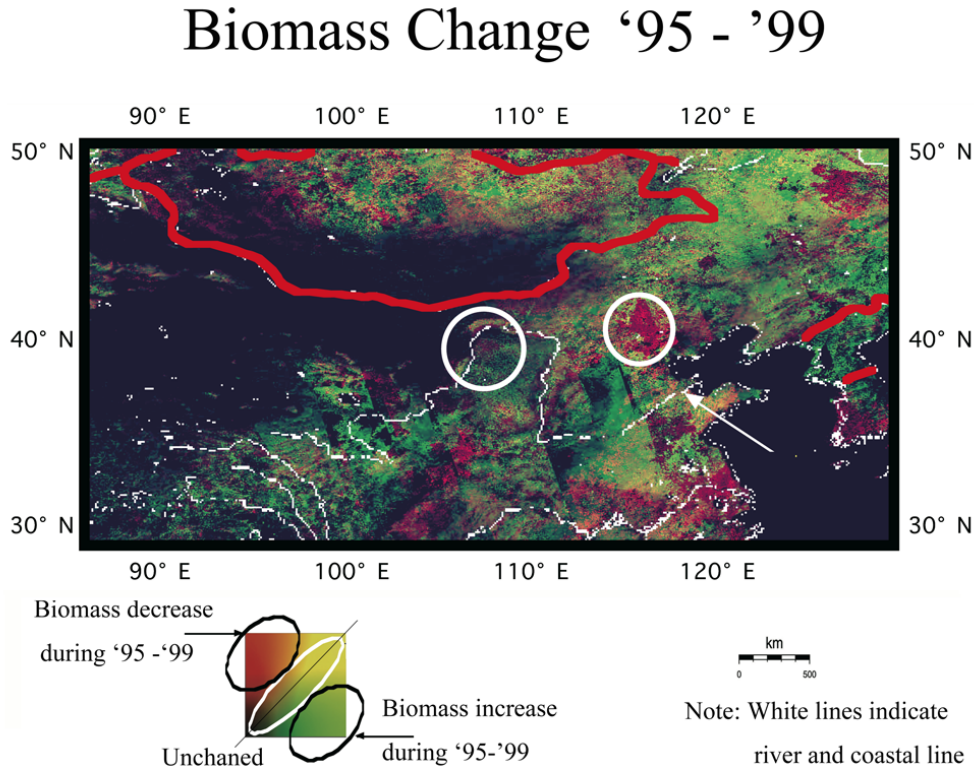 Biomass Change ‘95 - ’99
90° E 100° E 110° E 120° E
50° N 50° N
40° N 40° N
30° N 30° N
90° E 100° E 110° E 120° E
Biomass decrease
during ‘95 -‘99
Unchaned
Biomass increase
during ‘95-’99
km
0 500
Note: White lines indicate
river and coastal line